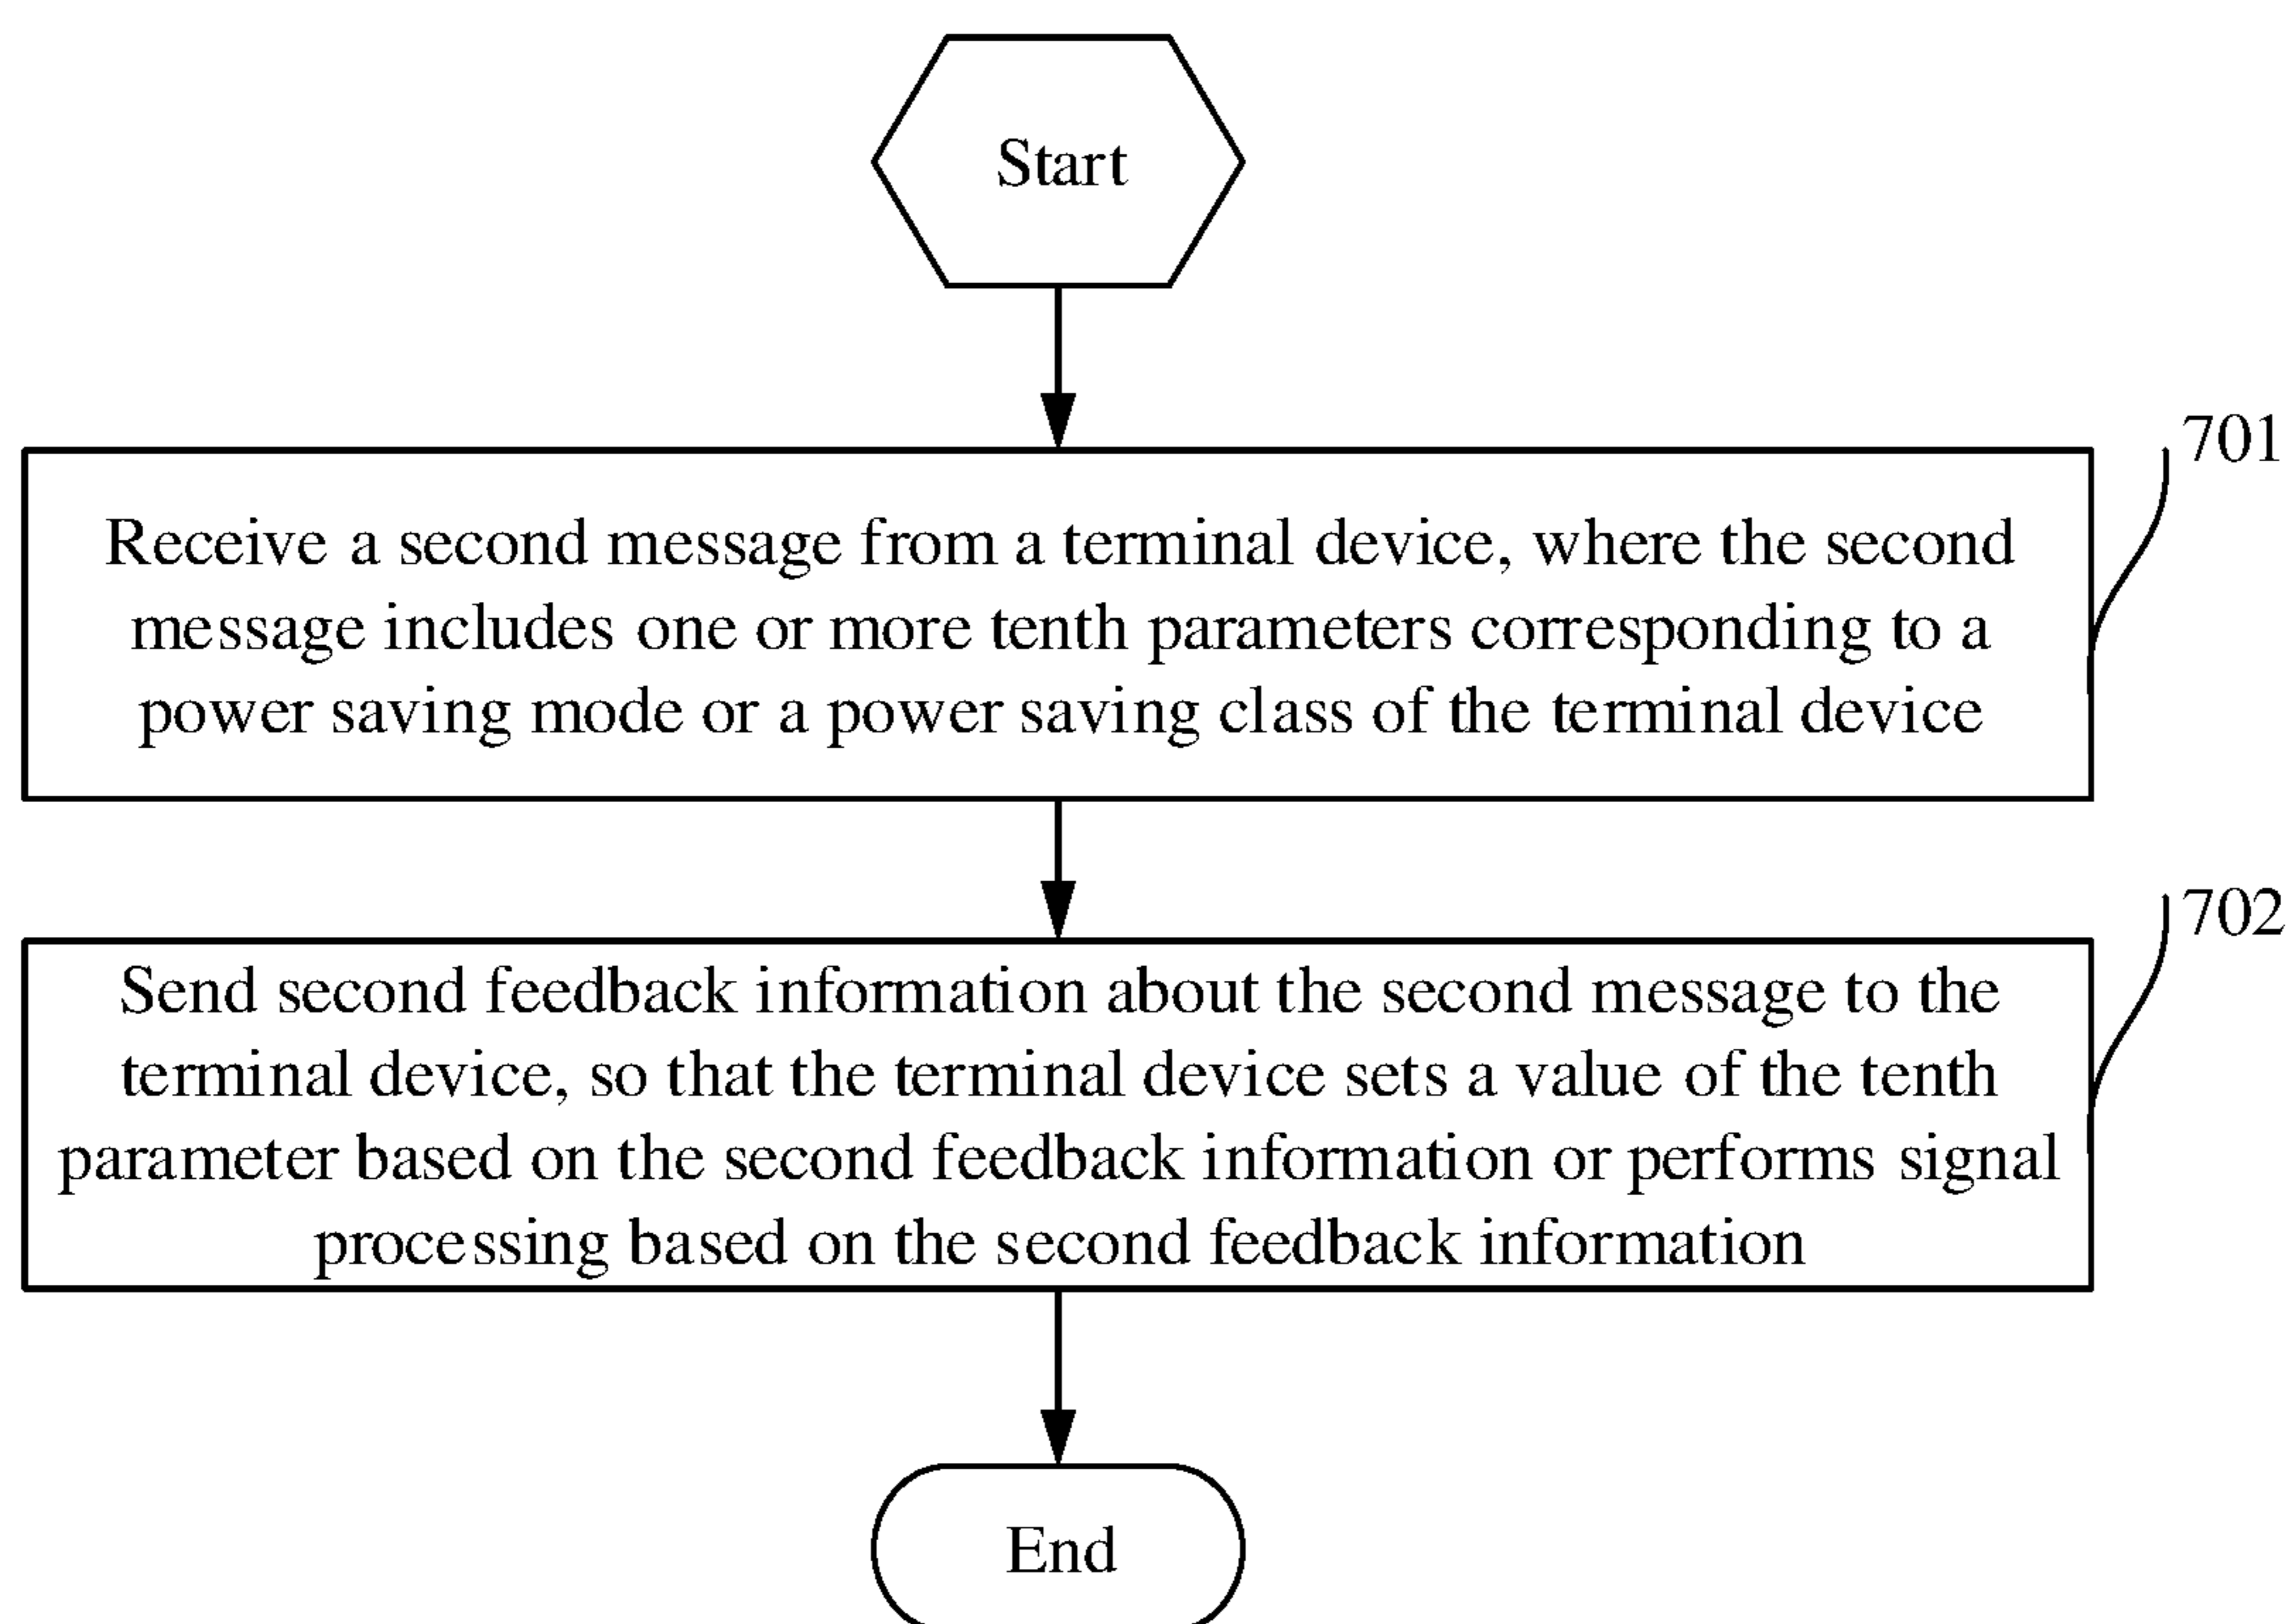 Start
701
Receive a second message from a terminal device, where the second
message includes one or more tenth parameters corresponding to a
power saving mode or a power saving class of the terminal device
702
Send second feedback information about the second message to the
terminal device, so that the terminal device sets a value of the tenth
parameter based on the second feedback information or performs signal
processing based on the second feedback information
End